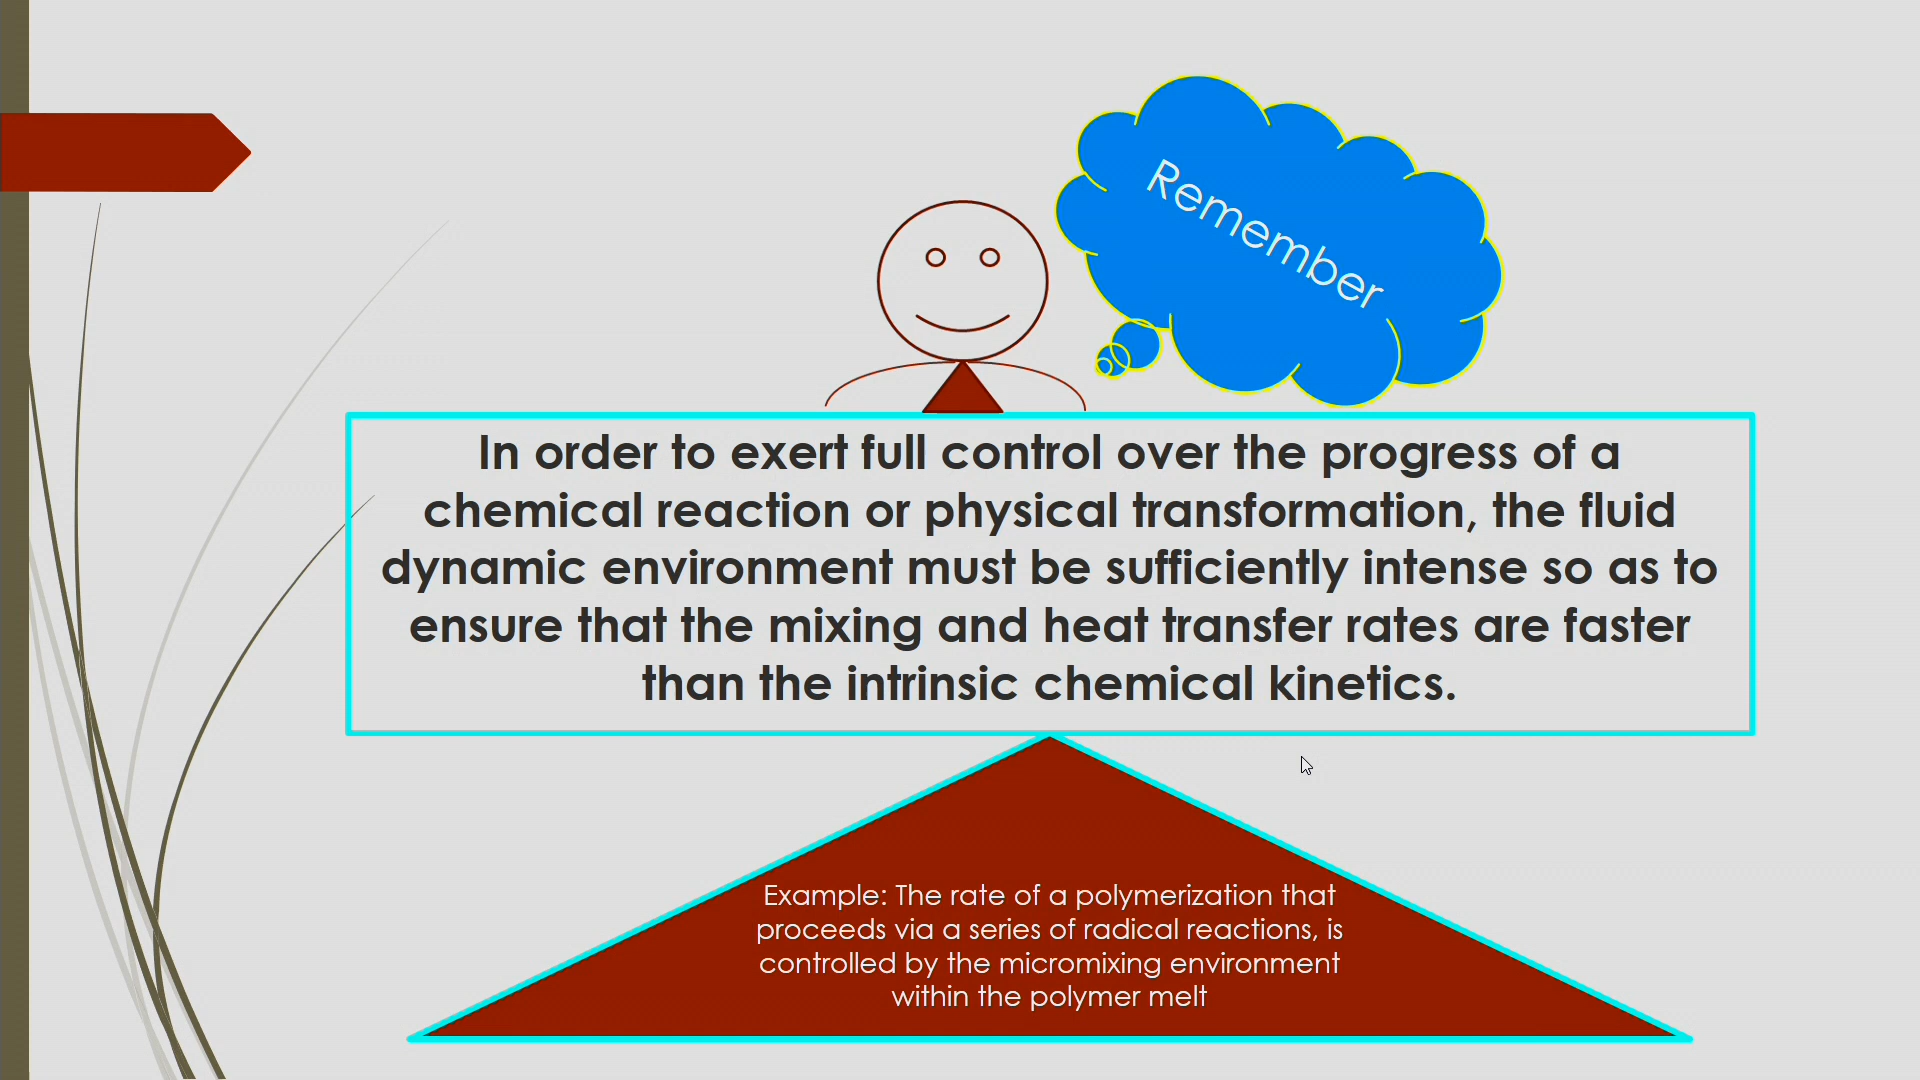 Remember
In order to exert full control over the progress of a
chemical reaction or physical transformation, the fluid
dynamic environment must be sufficiently intense so as to
ensure that the mixing and heat transfer rates are faster
than the intrinsic chemical kinetics.
Example: The rate of a polymerization that
proceeds via a series of radical reactions, is
controlled by the micromixing environment
within the polymer melt